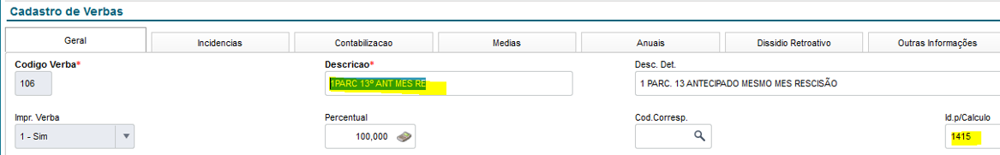 Cadastro de Verbas
Geral Incidencias Contabilizacao Medias Anuais Dissidio Retroativo Outras Informações
Codigo Verba* Descricao* Desc. Det.
106 1PARC 13º ANT MES RE 1 PARC. 13 ANTECIPADO MESMO MES RESCISÃO
Impr. Verba Percentual Cod.Corresp. Id.p/Calculo
1 - Sim 100,000 1415